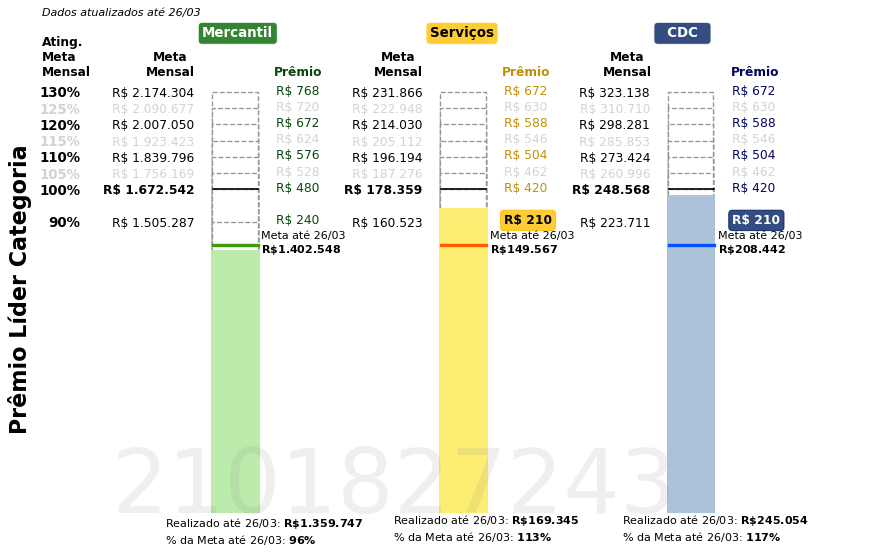 Dados atualizados até 26/03
Mercantil Serviços CDC
Ating. Meta Mensal Meta Mensal Prêmio Meta Mensal Prêmio Meta Mensal Prêmio
130% R$ 2.174.304 R$ 768 R$ 231.866 R$ 672 R$ 323.138 R$ 672
125% R$ 2.090.677 R$ 720 R$ 222.948 R$ 630 R$ 310.710 R$ 630
120% R$ 2.007.050 R$ 672 R$ 214.030 R$ 588 R$ 298.281 R$ 588
115% R$ 1.923.423 R$ 624 R$ 205.112 R$ 546 R$ 285.853 R$ 546
110% R$ 1.839.796 R$ 576 R$ 196.194 R$ 504 R$ 273.424 R$ 504
105% R$ 1.756.169 R$ 528 R$ 187.276 R$ 462 R$ 260.996 R$ 462
100% R$ 1.672.542 R$ 480 R$ 178.359 R$ 420 R$ 248.568 R$ 420
90% R$ 1.505.287 R$ 240 R$ 160.523 R$ 210 R$ 223.711 R$ 210
Meta até 26/03 Meta até 26/03 Meta até 26/03
R$1.402.548 R$149.567 R$208.442
Prêmio Líder Categoria
2101827243
Realizado até 26/03: R$1.359.747 Realizado até 26/03: R$169.345 Realizado até 26/03: R$245.054
% da Meta até 26/03: 96% % da Meta até 26/03: 113% % da Meta até 26/03: 117%